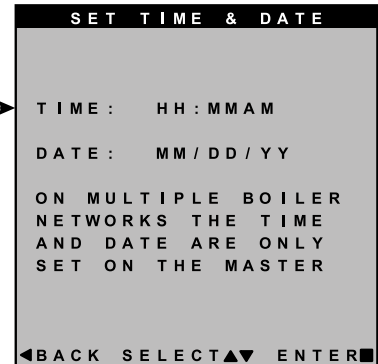 SET TIME & DATE
TIME: HH:MMAM
DATE: MM/DD/YY
ON MULTIPLE BOILER
NETWORKS THE TIME
AND DATE ARE ONLY
SET ON THE MASTER
◀BACK SELECT▲▼ ENTER■